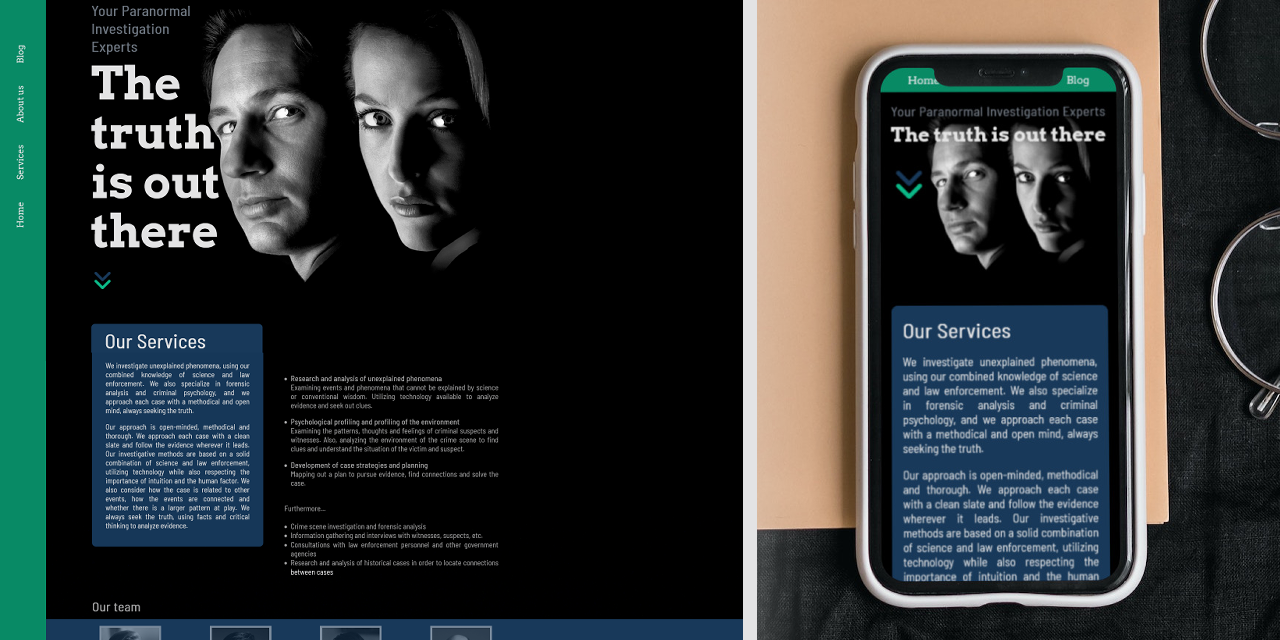 Blog
About us
Services
Home
Your Paranormal
Investigation
Experts
The
truth
is out
there
Our Services
We investigate unexplained phenomena, using our
combined knowledge of science and law
enforcement. We also specialize in forensic
analysis and criminal psychology, and we
approach each case with a methodical and open
mind, always seeking the truth.
Our approach is open-minded, methodical and
thorough. We approach each case with a clean
slate and follow the evidence wherever it leads.
Our investigative methods are based on a solid
combination of science and law enforcement,
utilizing technology while also respecting the
importance of intuition and the human factor. We
also consider how the case is related to other
events, how the events are connected and
whether there is a larger pattern at play. We
always seek the truth, using facts and critical
thinking to analyze evidence.
Research and analysis of unexplained phenomena
Examining events and phenomena that cannot be explained by science
or conventional wisdom. Utilizing technology available to analyze
evidence and seek out clues.
Psychological profiling and profiling of the environment
Examining the patterns, thoughts and feelings of criminal suspects and
witnesses. Also, analyzing the environment of the crime scene to find
clues and understand the situation of the victim and suspect.
Development of case strategies and planning
Mapping out a plan to pursue evidence, find connections and solve the
case.
Furthermore...
Crime scene investigation and forensic analysis
Information gathering and interviews with witnesses, suspects, etc.
Consultations with law enforcement personnel and other government
agencies
Research and analysis of historical cases in order to locate connections
between cases
Our team
Home Blog
Your Paranormal Investigation Experts
The truth is out there
Our Services
We investigate unexplained phenomena,
using our combined knowledge of science
and law enforcement. We also specialize
in forensic analysis and criminal
psychology, and we approach each case
with a methodical and open mind, always
seeking the truth.
Our approach is open-minded, methodical
and thorough. We approach each case
with a clean slate and follow the evidence
wherever it leads. Our investigative
methods are based on a solid combination
of science and law enforcement, utilizing
technology while also respecting the
importance of intuition and the human